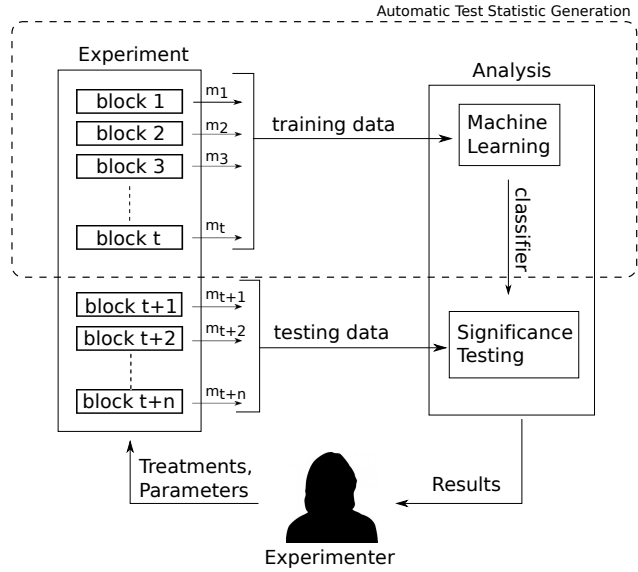 Automatic Test Statistic Generation
Experiment
block 1
m1
block 2
m2
block 3
m3
block t
mt
training data
Analysis
Machine
Learning
classifier
block t+1
mt+1
block t+2
mt+2
block t+n
mt+n
testing data
Significance
Testing
Treatments,
Parameters
Results
Experimenter